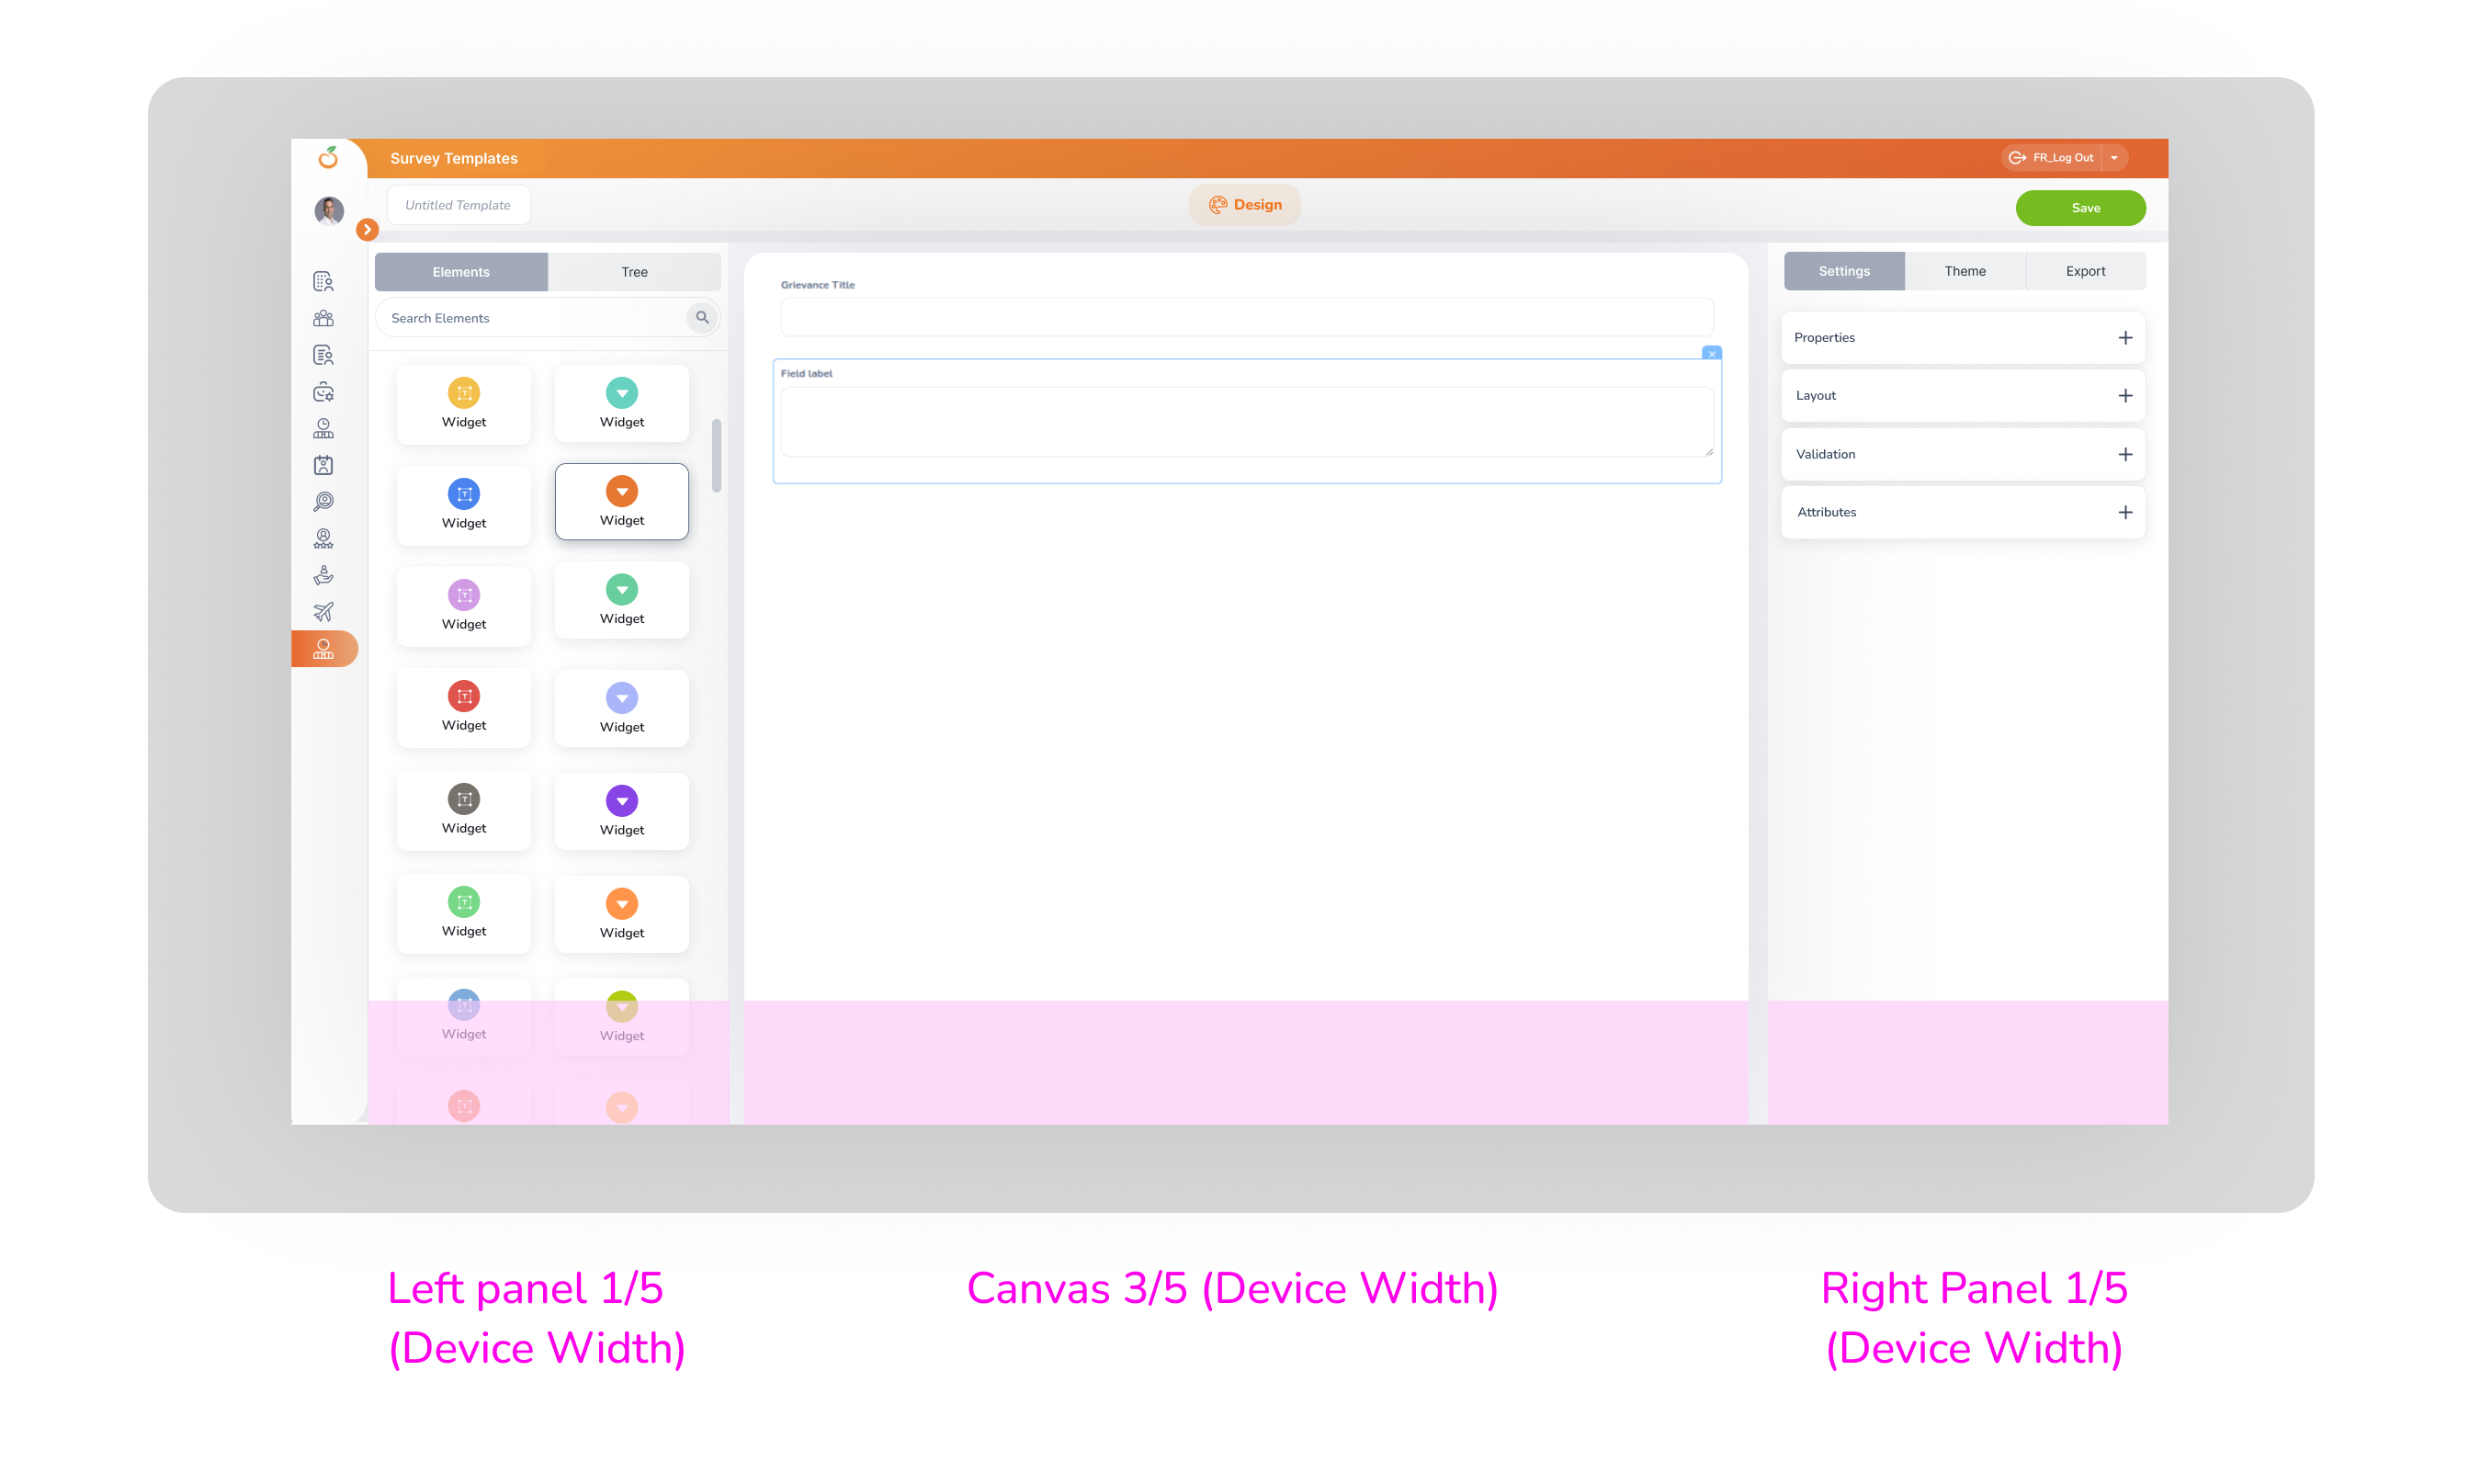 Survey Templates
FR_Log Out
Untitled Template
Design
Save
Elements
Tree
Search Elements
Widget
Widget
Widget
Widget
Widget
Widget
Widget
Widget
Widget
Widget
Widget
Widget
Widget
Widget
Grievance Title
Field label
Settings
Theme
Export
Properties
Layout
Validation
Attributes
Left panel 1/5
(Device Width)
Canvas 3/5 (Device Width)
Right Panel 1/5
(Device Width)